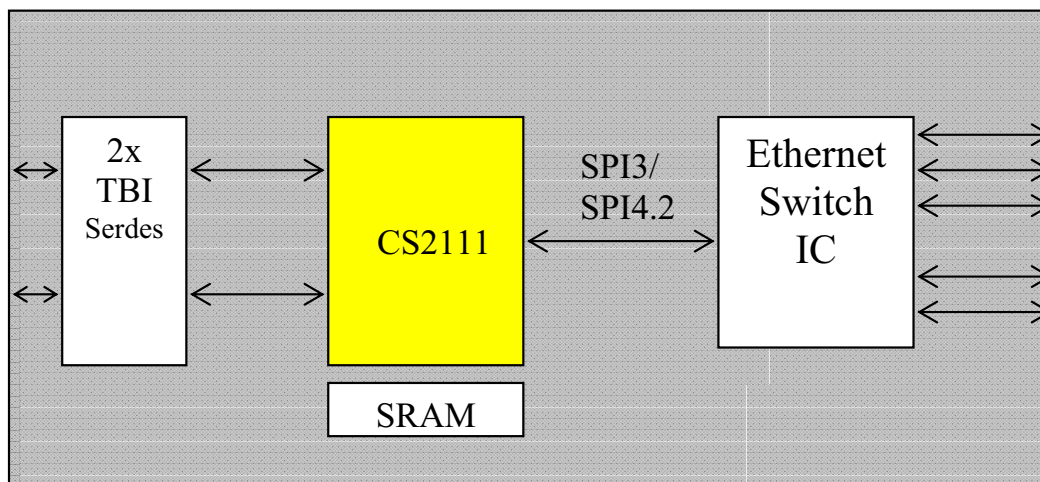 2x
TBI
Serdes
CS2111
SRAM
SPI3/
SPI4.2
Ethernet
Switch
IC